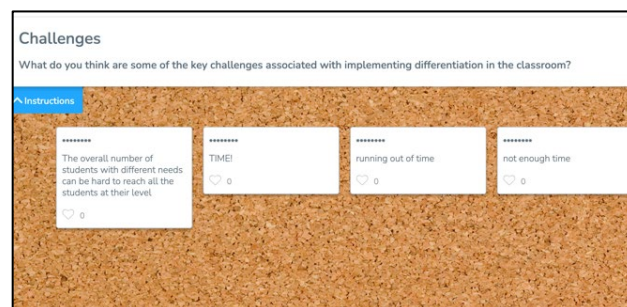 Challenges
What do you think are some of the key challenges associated with implementing differentiation in the classroom?
Instructions
********
The overall number of
students with different needs
can be hard to reach all the
students at their level
0
********
TIME!
0
********
running out of time
0
********
not enough time
0